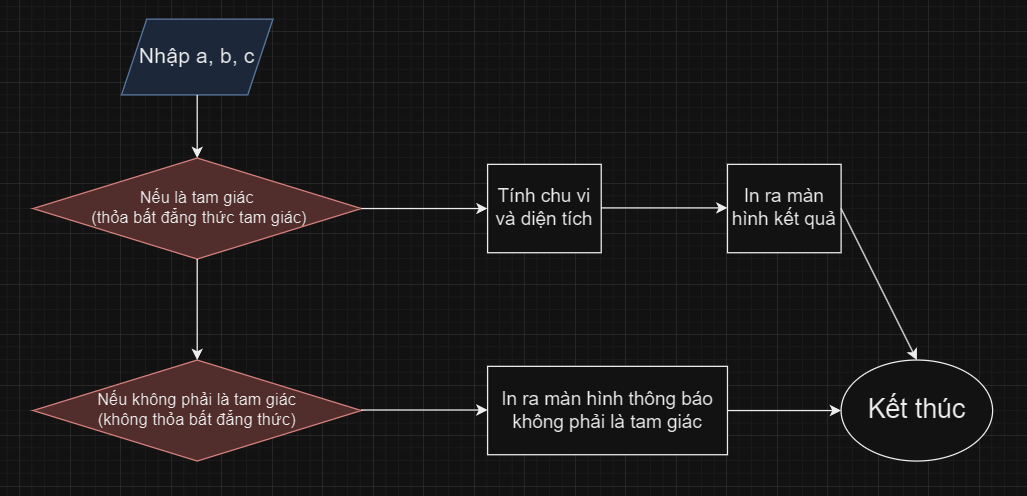 Nhập a, b, c
Nếu là tam giác
(thỏa bất đẳng thức tam giác)
Tính chu vi
và diện tích
In ra màn
hình kết quả
Nếu không phải là tam giác
(không thỏa bất đẳng thức)
In ra màn hình thông báo
không phải là tam giác
Kết thúc